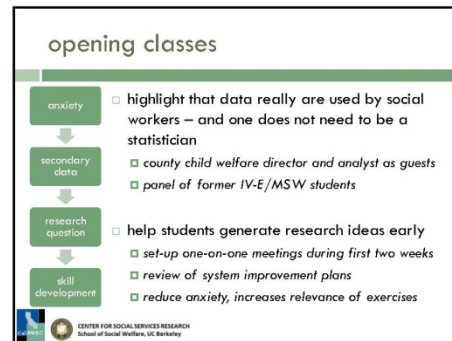 opening classes
anxiety
secondary
data
research
question
skill
development
highlight that data really are used by social
workers – and one does not need to be a
statistician
county child welfare director and analyst as guests
panel of former IV-E/MSW students
help students generate research ideas early
set-up one-on-one meetings during first two weeks
review of system improvement plans
reduce anxiety, increases relevance of exercises
CENTER FOR SOCIAL SERVICES RESEARCH
School of Social Welfare, UC Berkeley